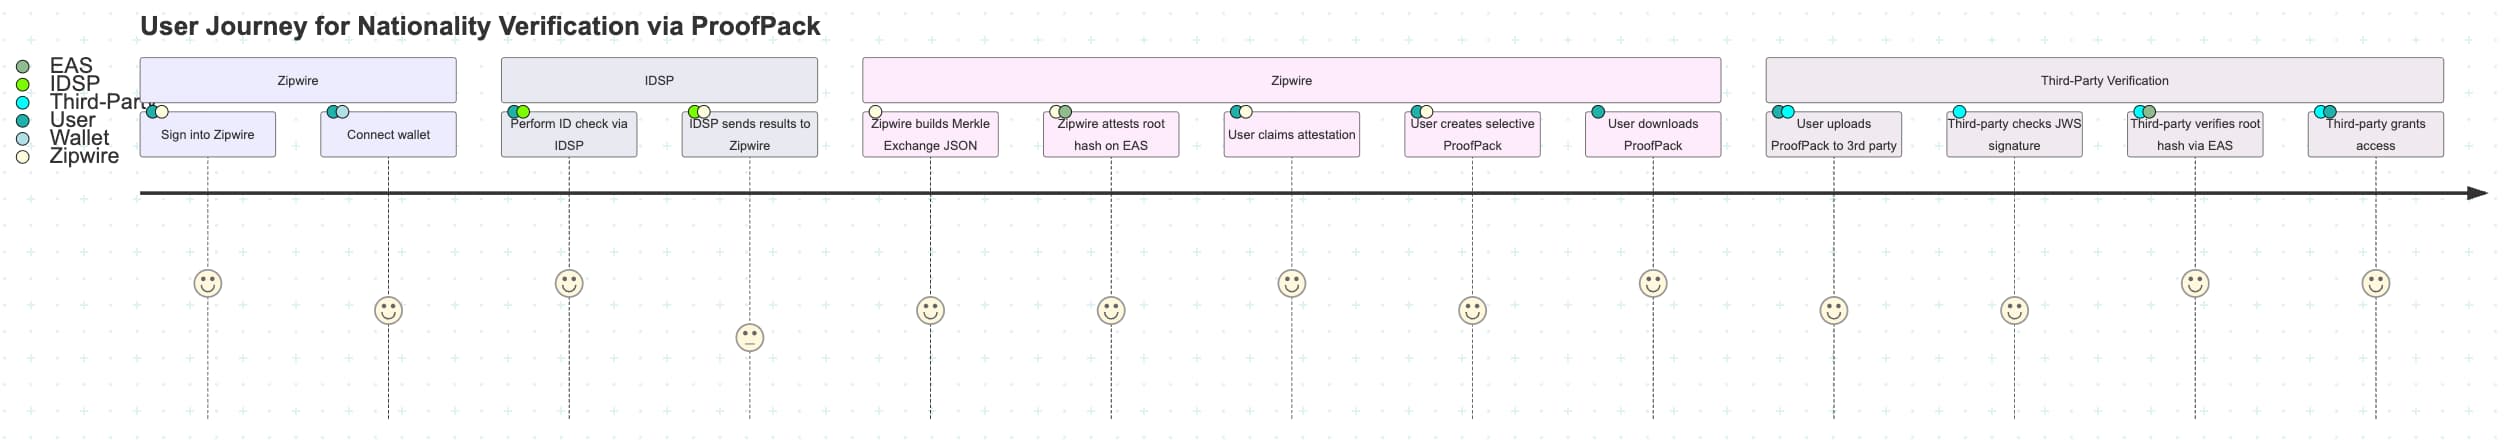 User Journey for Nationality Verification via ProofPack
EAS
IDSP
Third-Party
User
Wallet
Zipwire
Zipwire
IDSP
Zipwire
Third-Party Verification
Sign into Zipwire
Connect wallet
Perform ID check via
IDSP
IDSP sends results to
Zipwire
Zipwire builds Merkle
Exchange JSON
Zipwire attests root
hash on EAS
User claims attestation
User creates selective
ProofPack
User downloads
ProofPack
User uploads
ProofPack to 3rd party
Third-party checks JWS
signature
Third-party verifies root
hash via EAS
Third-party grants
access